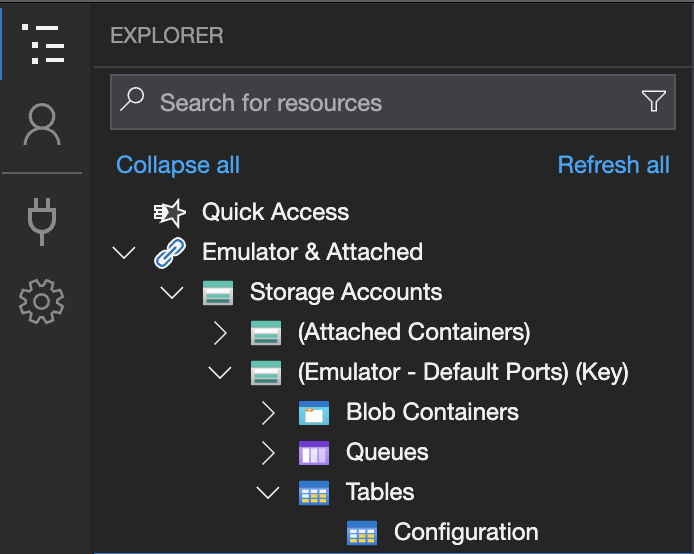 EXPLORER
Search for resources
Collapse all Refresh all
Quick Access
Emulator & Attached
Storage Accounts
(Attached Containers)
(Emulator - Default Ports) (Key)
Blob Containers
Queues
Tables
Configuration